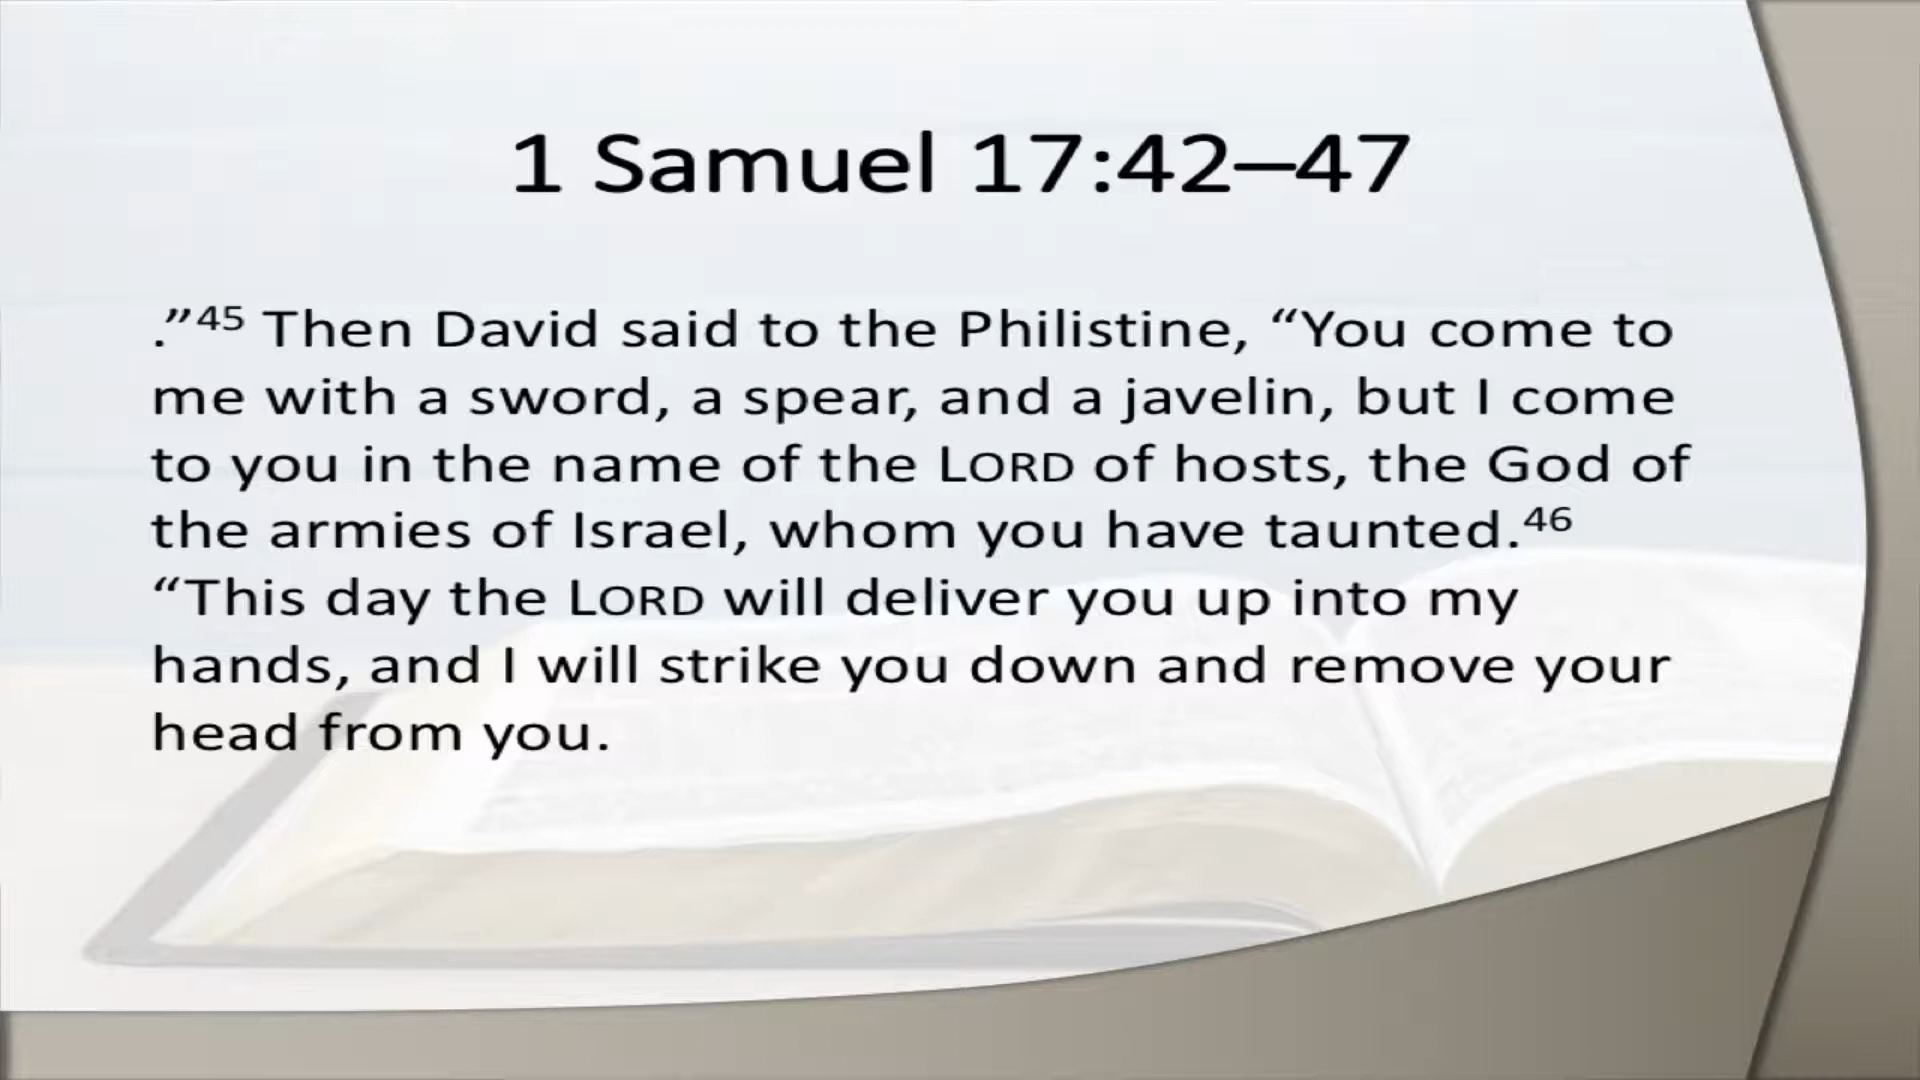 1 Samuel 17:42–47
.”45 Then David said to the Philistine, “You come to
me with a sword, a spear, and a javelin, but I come
to you in the name of the LORD of hosts, the God of
the armies of Israel, whom you have taunted.46
“This day the LORD will deliver you up into my
hands, and I will strike you down and remove your
head from you.